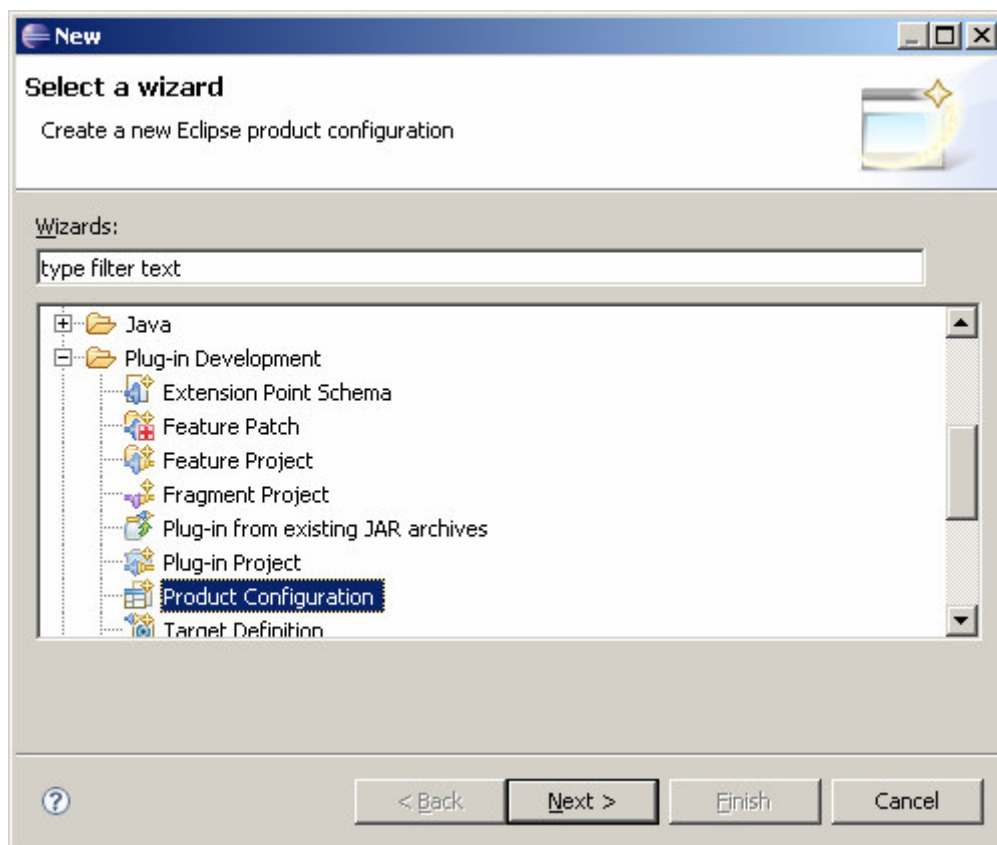 New
Select a wizard
Create a new Eclipse product configuration
Wizards:
type filter text
Java
Plug-in Development
Extension Point Schema
Feature Patch
Feature Project
Fragment Project
Plug-in from existing JAR archives
Plug-in Project
Product Configuration
Target Definition
?
< Back
Next >
Finish
Cancel